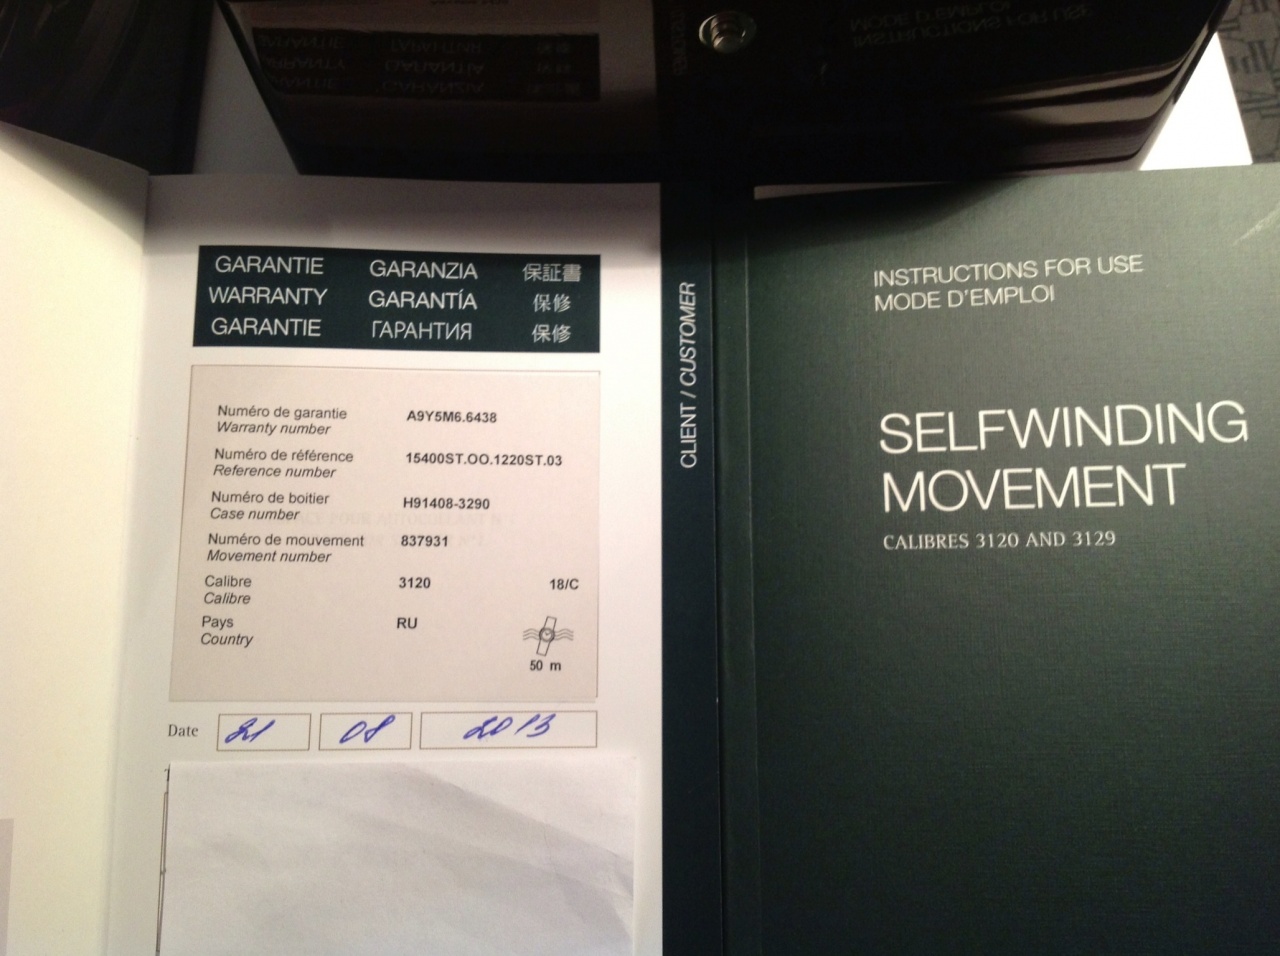 GARANTIE GARANZIA 保証書
WARRANTY GARANTÍA 保修
GARANTIE ГАРАНТИЯ 保修
Numéro de garantie A9Y5M6.6438
Warranty number
Numéro de référence 15400ST.OO.1220ST.03
Reference number
Numéro de boitier H91408-3290
Case number
Numéro de mouvement 837931
Movement number
Calibre 3120 18/C
Calibre
Pays RU
Country
50 m
Date 21 08 2013
CLIENT / CUSTOMER
INSTRUCTIONS FOR USE
MODE D'EMPLOI
SELFWINDING
MOVEMENT
CALIBRES 3120 AND 3129